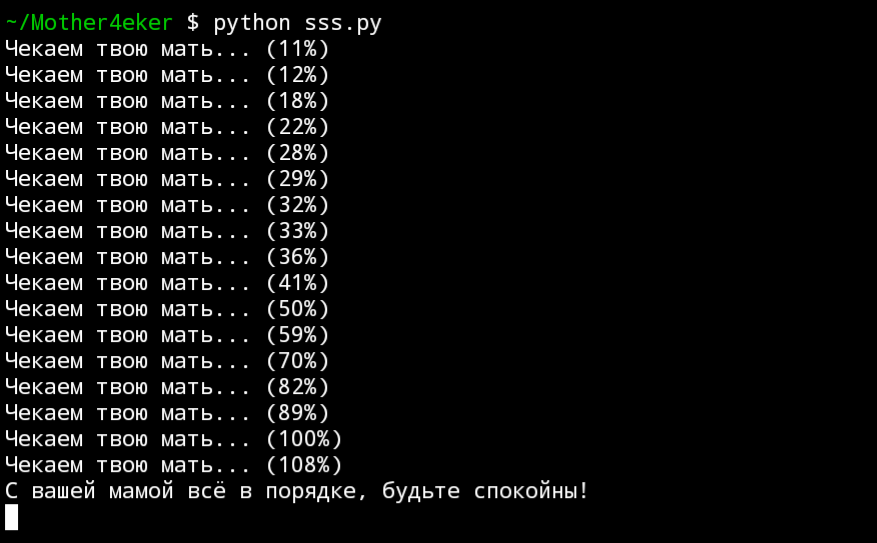 ~/Mother4eker $ python sss.py
Чекаем твою мать... (11%)
Чекаем твою мать... (12%)
Чекаем твою мать... (18%)
Чекаем твою мать... (22%)
Чекаем твою мать... (28%)
Чекаем твою мать... (29%)
Чекаем твою мать... (32%)
Чекаем твою мать... (33%)
Чекаем твою мать... (36%)
Чекаем твою мать... (41%)
Чекаем твою мать... (50%)
Чекаем твою мать... (59%)
Чекаем твою мать... (70%)
Чекаем твою мать... (82%)
Чекаем твою мать... (89%)
Чекаем твою мать... (100%)
Чекаем твою мать... (108%)
С вашей мамой всё в порядке, будьте спокойны!